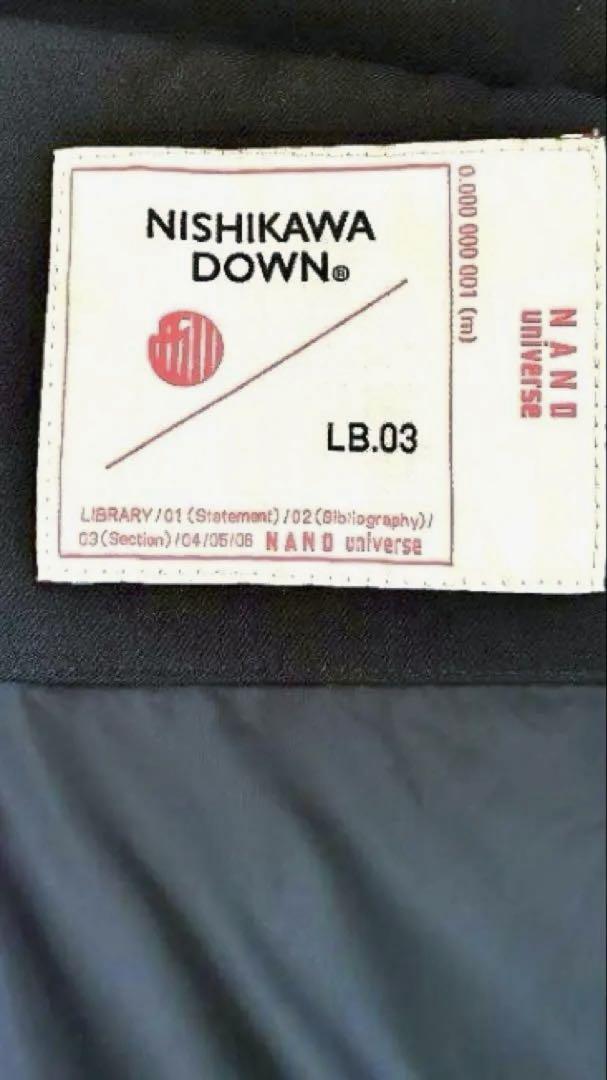 NISHIKAWA
DOWN®
LB.03
LIBRARY/01(Statement)/02(Bibliography)/
03(Section)/04/05/06 NANO universe
0.000 000 001 (m)
NANO
universe